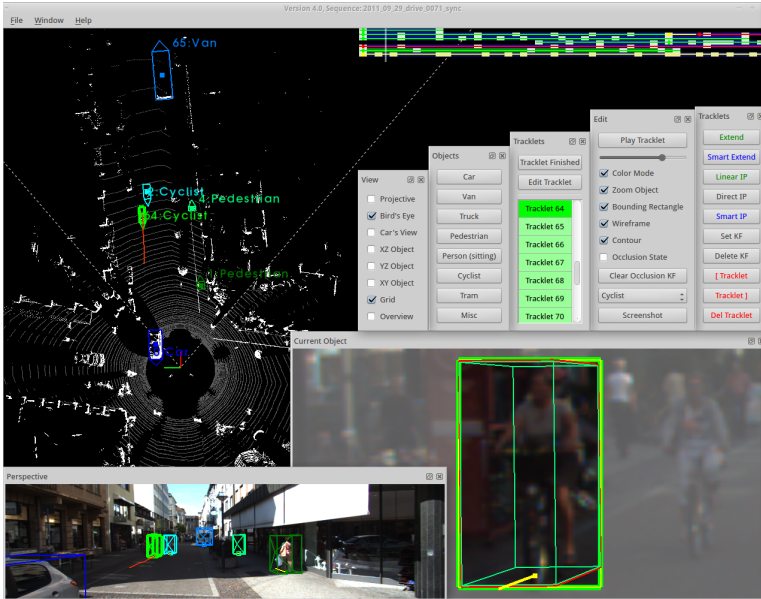 Version 4.0, Sequence:2011_09_29_drive_0071_sync
File Window Help
65:Van
Cyclist
4:Pedestrian
64:Cyclist
Pedestrian
View
Projective
Bird's Eye
Car's View
XZ Object
YZ Object
XY Object
Grid
Overview
Objects
Car
Van
Truck
Pedestrian
Person (sitting)
Cyclist
Tram
Misc
Tracklets
Tracklet Finished
Edit Tracklet
Tracklet 64
Tracklet 65
Tracklet 66
Tracklet 67
Tracklet 68
Tracklet 69
Tracklet 70
Edit
Play Tracklet
Color Mode
Zoom Object
Bounding Rectangle
Wireframe
Contour
Occlusion State
Clear Occlusion KF
Cyclist
Screenshot
Tracklets
Extend
Smart Extend
Linear IP
Direct IP
Smart IP
Set KF
Delete KF
[ Tracklet
Tracklet ]
Del Tracklet
Current Object
Perspective